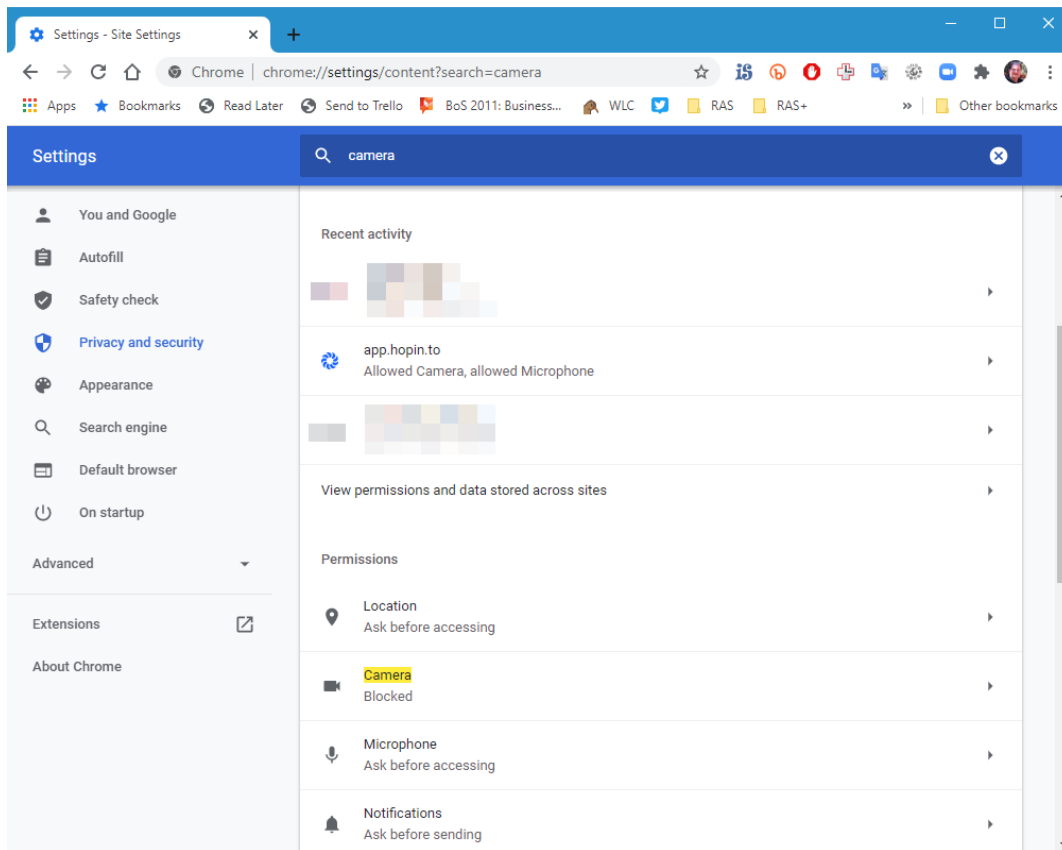 Settings - Site Settings
Chrome | chrome://settings/content?search=camera
Apps Bookmarks Read Later Send to Trello BoS 2011: Business... WLC RAS RAS+ » Other bookmarks
Settings
camera
You and Google
Autofill
Safety check
Privacy and security
Appearance
Search engine
Default browser
On startup
Advanced
Extensions
About Chrome
Recent activity
app.hopin.to
Allowed Camera, allowed Microphone
View permissions and data stored across sites
Permissions
Location
Ask before accessing
Camera
Blocked
Microphone
Ask before accessing
Notifications
Ask before sending